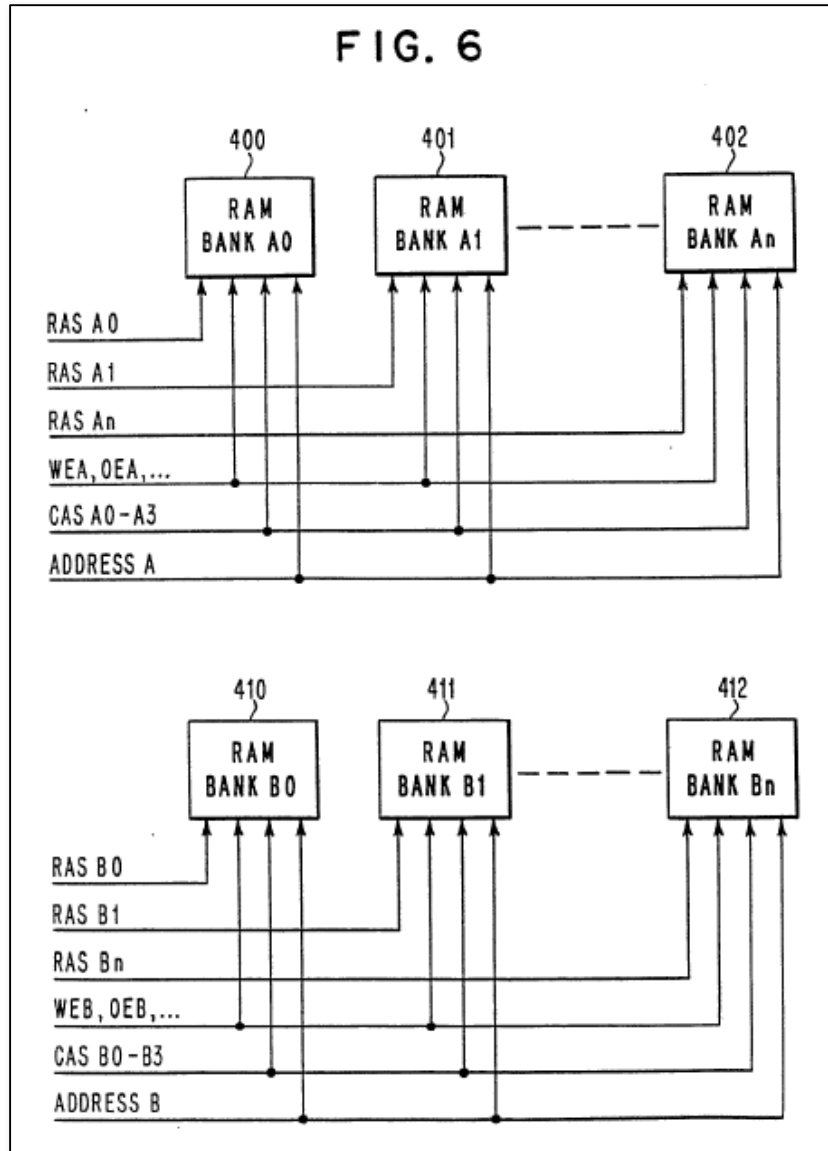 FIG. 6
400 401 402
RAM BANK A0
RAM BANK A1
RAM BANK An
RAS A0
RAS A1
RAS An
WEA, OEA,...
CAS A0-A3
ADDRESS A
410 411 412
RAM BANK B0
RAM BANK B1
RAM BANK Bn
RAS B0
RAS B1
RAS Bn
WEB, OEB,...
CAS B0-B3
ADDRESS B